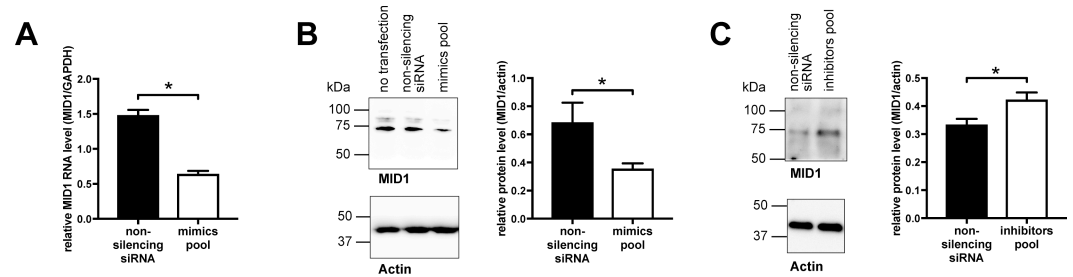 A
relative MID1 RNA level (MID1/GAPDH)
2.0
1.5
1.0
0.5
0.0
*
non-
silencing
siRNA
mimics
pool
B
no transfection
non-silencing
siRNA
mimics pool
kDa
100
75
50
MID1
50
37
Actin
relative protein level (MID1/actin)
1.0
0.8
0.6
0.4
0.2
0.0
*
non-
silencing
siRNA
mimics
pool
C
non-silencing
siRNA
inhibitors pool
kDa
100
75
50
MID1
50
37
Actin
relative protein level (MID1/actin)
0.5
0.4
0.3
0.2
0.1
0.0
*
non-
silencing
siRNA
inhibitors
pool